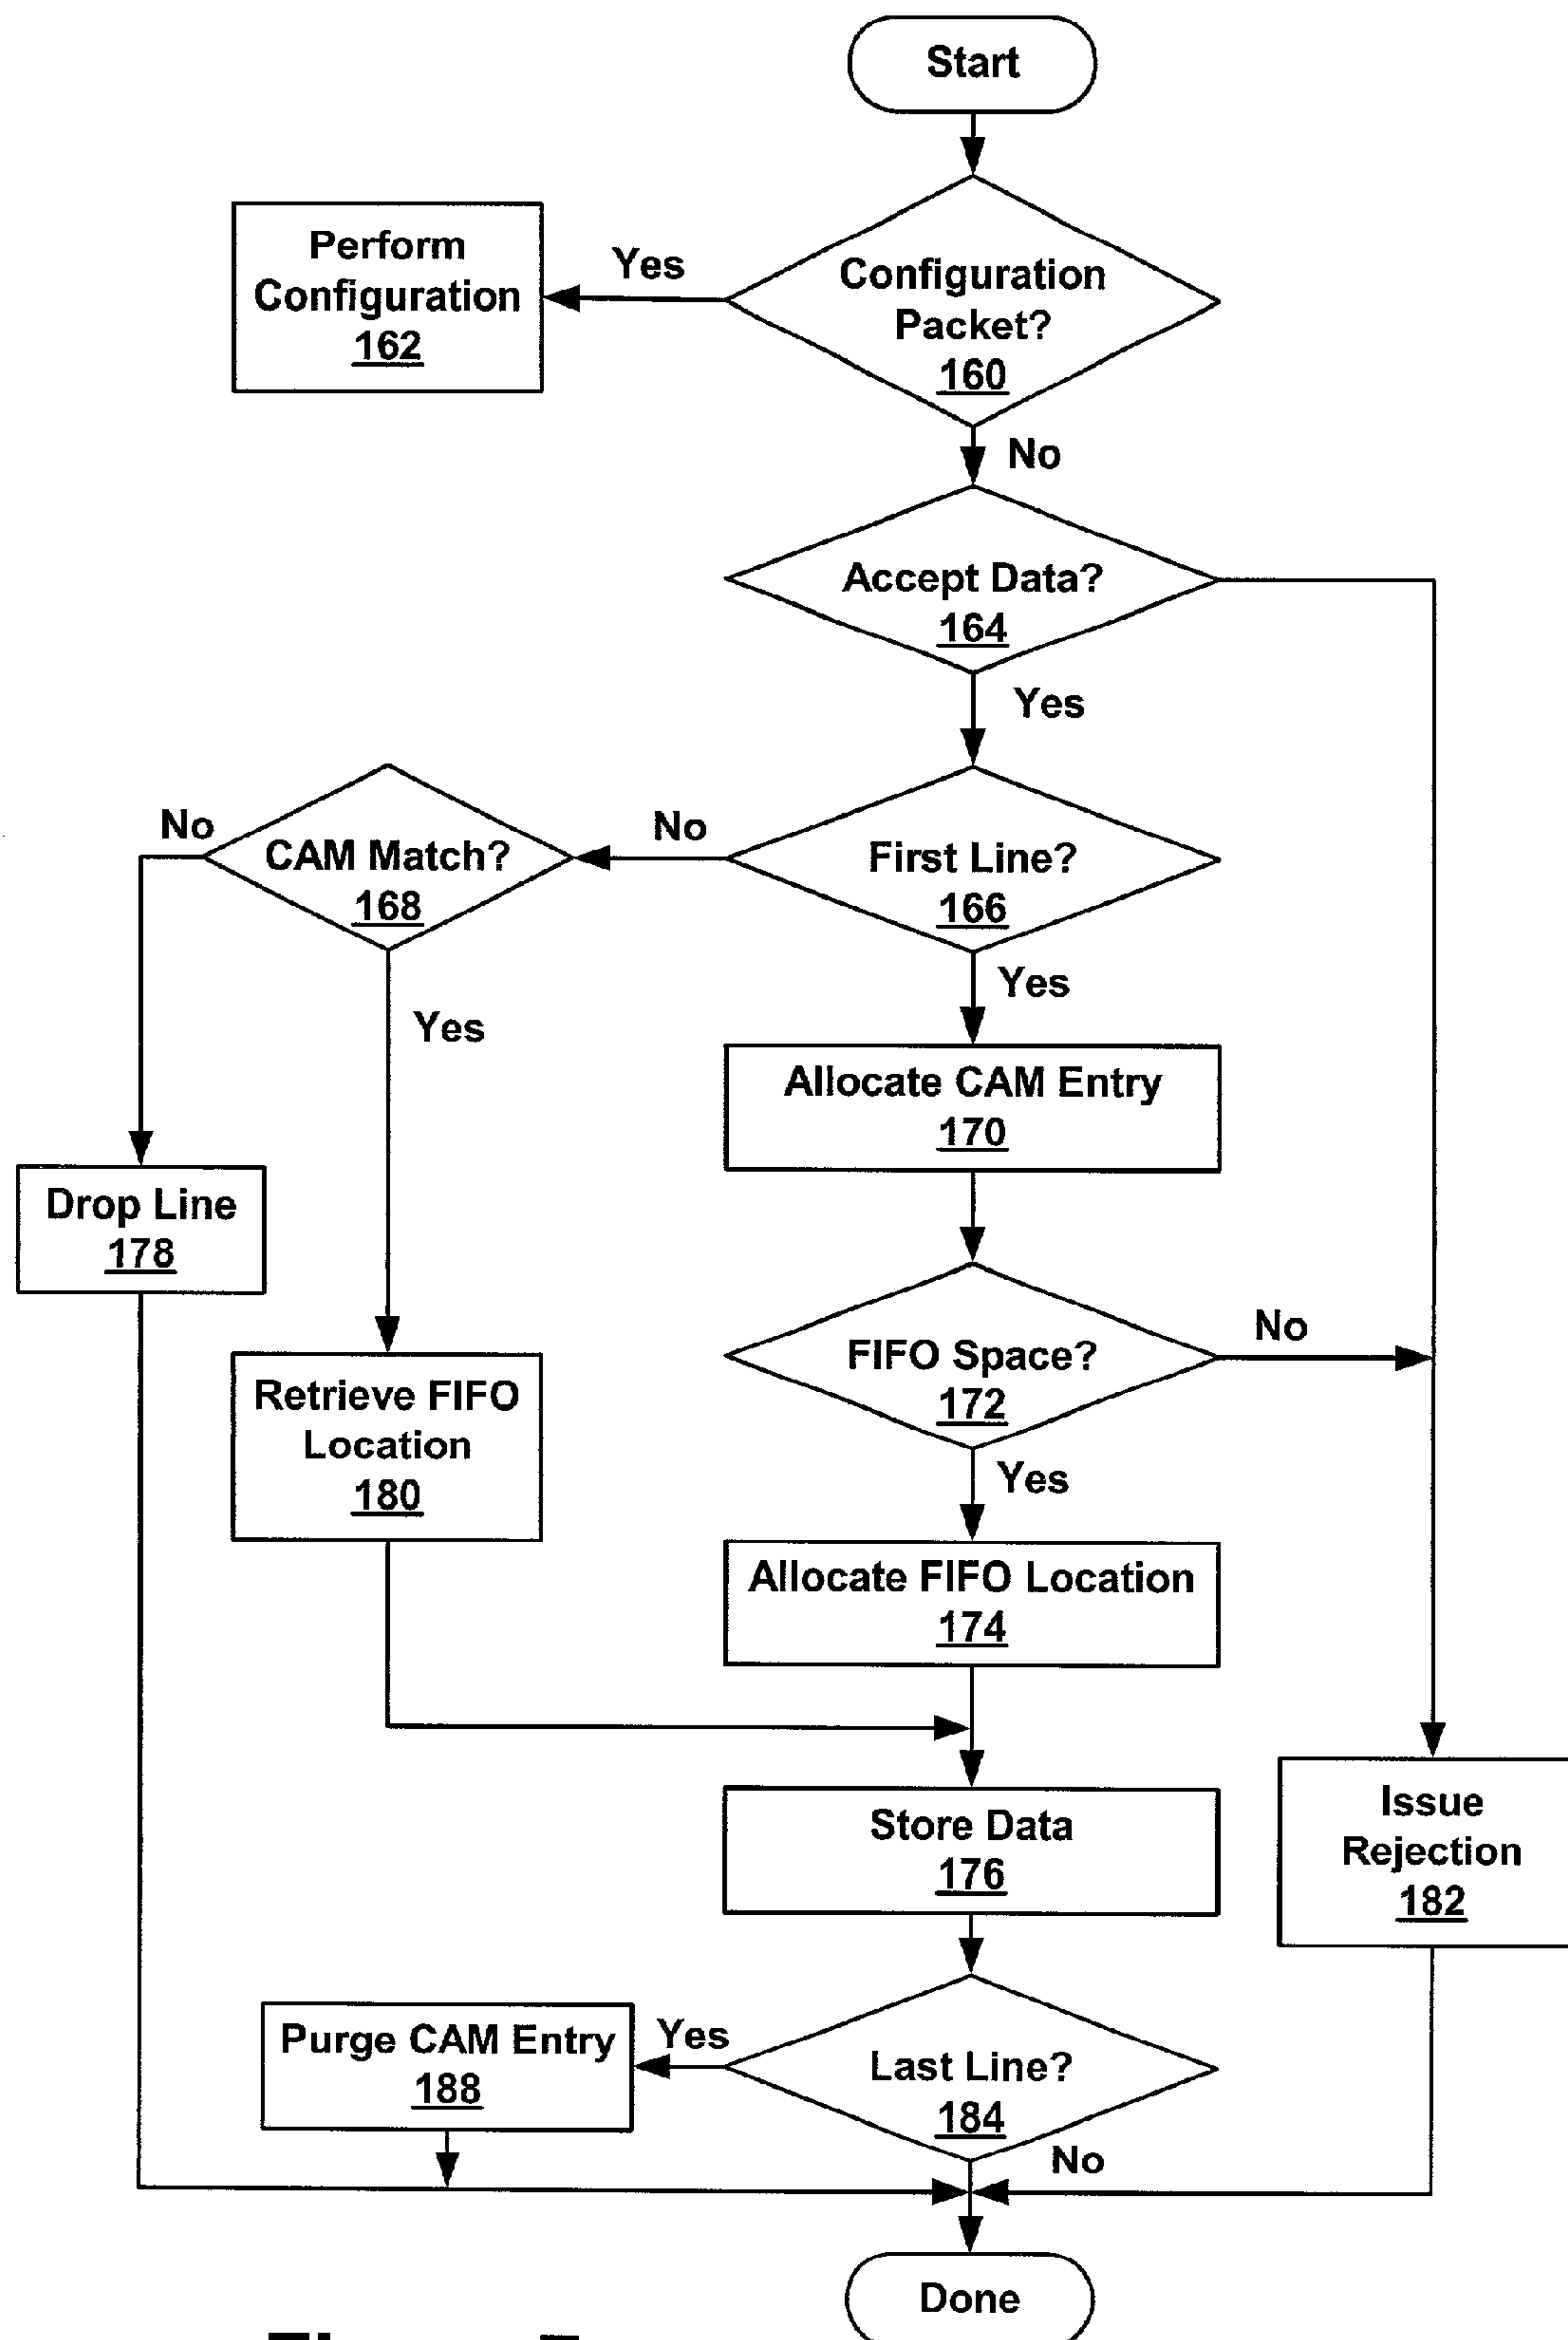 Start
Perform
Configuration
162
Yes
Configuration
Packet?
160
No
Accept Data?
164
Yes
No
CAM Match?
168
No
First Line?
166
Yes
Yes
Allocate CAM Entry
170
Drop Line
178
FIFO Space?
172
No
Retrieve FIFO
Location
180
Yes
Allocate FIFO Location
174
Store Data
176
Issue
Rejection
182
Purge CAM Entry
188
Yes
Last Line?
184
No
Done